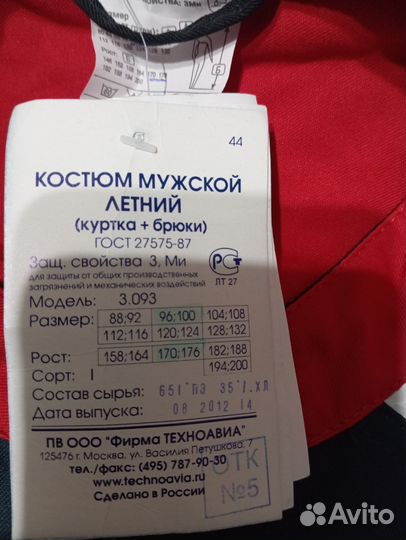 44
КОСТЮМ МУЖСКОЙ
ЛЕТНИЙ
(куртка + брюки)
ГОСТ 27575-87
Защ. свойства З, Ми
для защиты от общих производственных
загрязнений и механических воздействий
РСТ
ЛТ 27
Модель: 3.093
Размер: 88;92 96;100 104;108
112;116 120;124 128;132
Рост: 158;164 170;176 182;188
194;200
Сорт: I
Состав сырья: 65% ПЭ 35% ХЛ
Дата выпуска: 08 2012 14
ПВ ООО "Фирма ТЕХНОАВИА"
125476 г. Москва, ул. Василия Петушкова, 7
тел./факс: (495) 787-90-30
www.technoavia.ru
Сделано в России
ОТК
№5
Avito